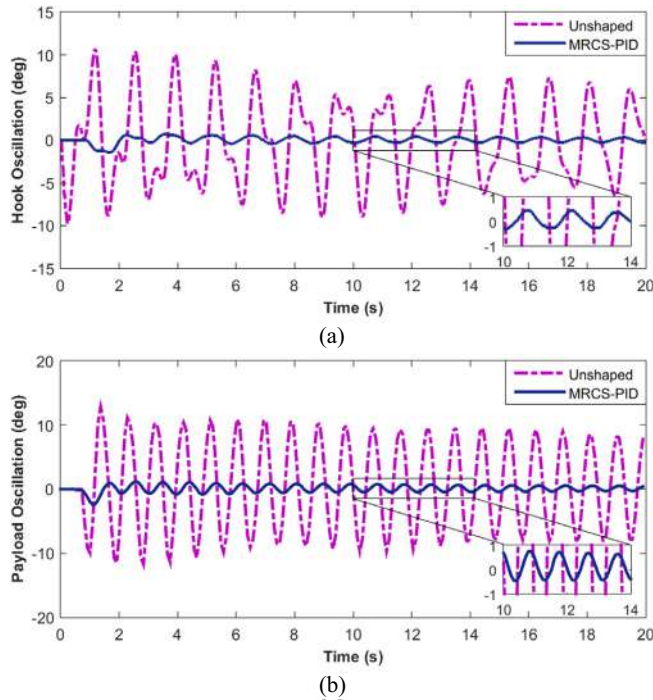 15
10
5
0
-5
-10
-15
Hook Oscillation (deg)
Unshaped
MRCS-PID
1
0
-1
10 12 14
0 2 4 6 8 10 12 14 16 18 20
Time (s)
(a)
20
10
0
-10
-20
Payload Oscillation (deg)
Unshaped
MRCS-PID
1
0
-1
10 12 14
0 2 4 6 8 10 12 14 16 18 20
Time (s)
(b)